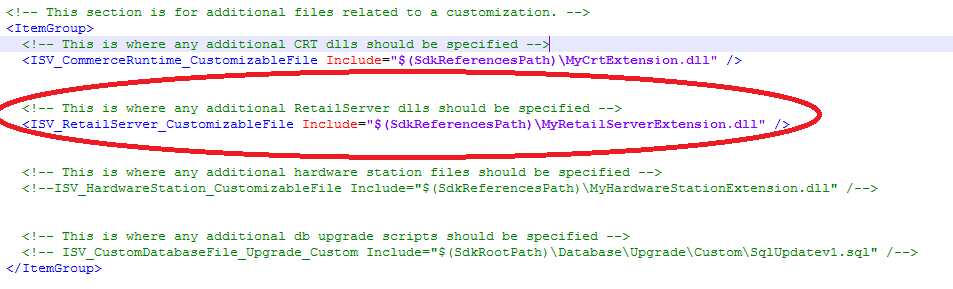 <!-- This section is for additional files related to a customization. -->
<ItemGroup>
<!-- This is where any additional CRT dlls should be specified -->
<ISV_CommerceRuntime_CustomizableFile Include="$(SdkReferencesPath)\MyCrtExtension.dll" />
<!-- This is where any additional RetailServer dlls should be specified -->
<ISV_RetailServer_CustomizableFile Include="$(SdkReferencesPath)\MyRetailServerExtension.dll" />
<!-- This is where any additional hardware station files should be specified -->
<!--ISV_HardwareStation_CustomizableFile Include="$(SdkReferencesPath)\MyHardwareStationExtension.dll" /-->
<!-- This is where any additional db upgrade scripts should be specified -->
<!-- ISV_CustomDatabaseFile_Upgrade_Custom Include="$(SdkRootPath)\Database\Upgrade\Custom\SqlUpdatev1.sql" /-->
</ItemGroup>